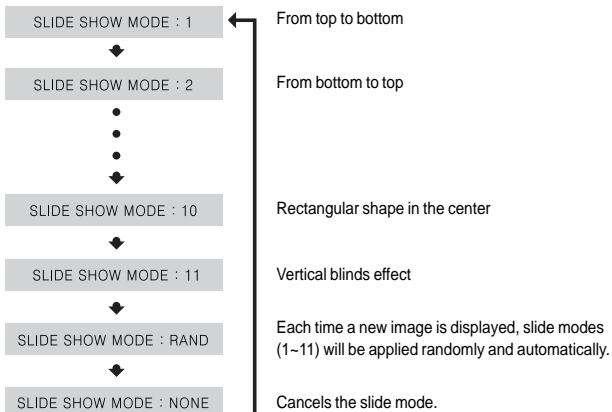 SLIDE SHOW MODE : 1
From top to bottom
SLIDE SHOW MODE : 2
From bottom to top
SLIDE SHOW MODE : 10
Rectangular shape in the center
SLIDE SHOW MODE : 11
Vertical blinds effect
SLIDE SHOW MODE : RAND
Each time a new image is displayed, slide modes
(1~11) will be applied randomly and automatically.
SLIDE SHOW MODE : NONE
Cancels the slide mode.